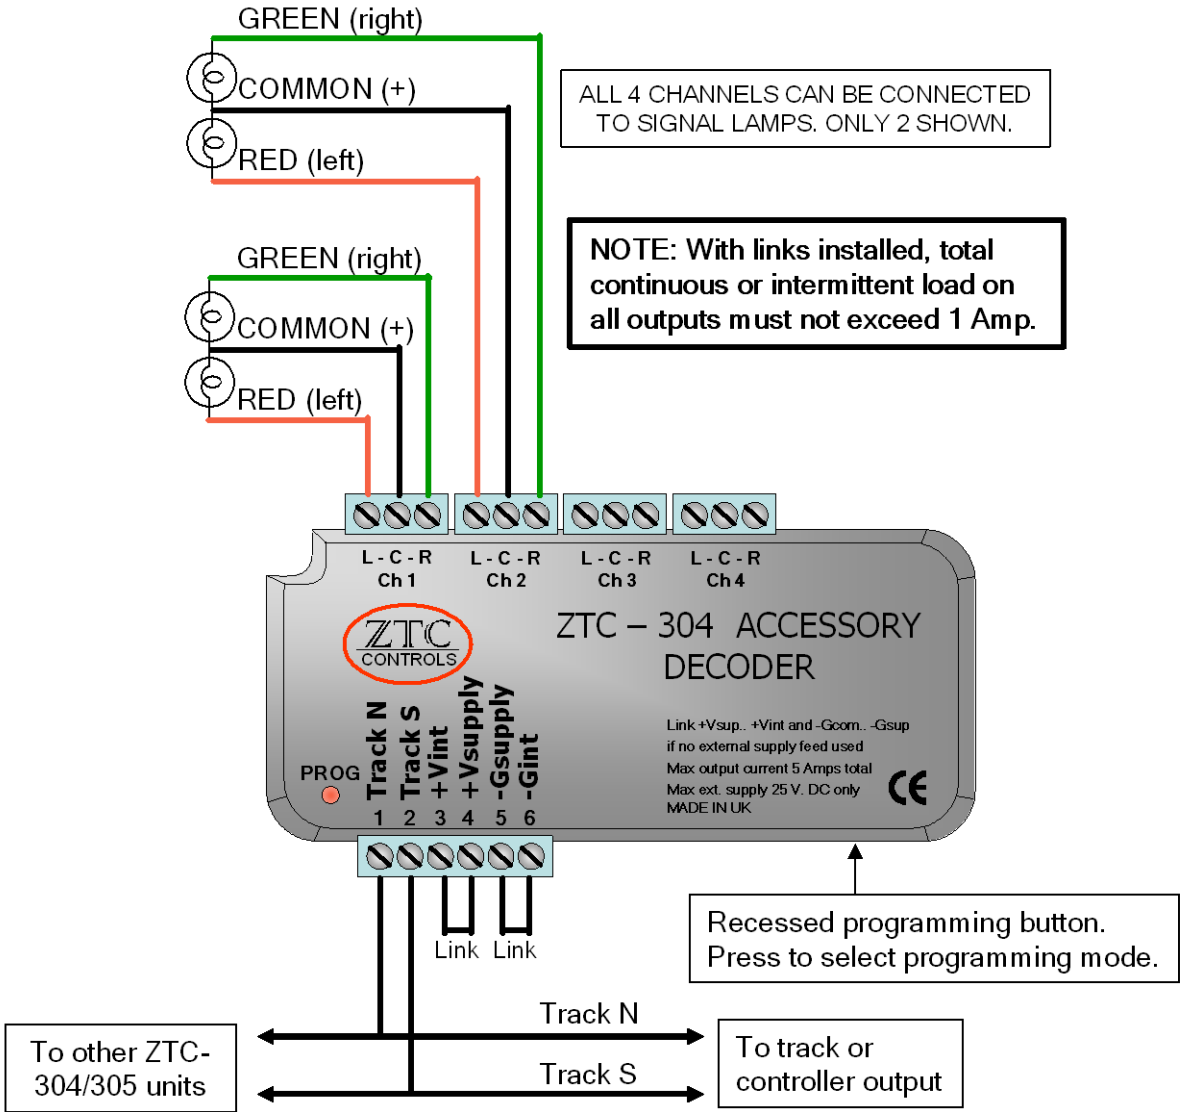 GREEN (right)
COMMON (+)
RED (left)
ALL 4 CHANNELS CAN BE CONNECTED
TO SIGNAL LAMPS. ONLY 2 SHOWN.
GREEN (right)
COMMON (+)
RED (left)
NOTE: With links installed, total
continuous or intermittent load on
all outputs must not exceed 1 Amp.
L - C - R
Ch 1
L - C - R
Ch 2
L - C - R
Ch 3
L - C - R
Ch 4
ZTC
CONTROLS
ZTC – 304 ACCESSORY
DECODER
Link +Vsup.. +Vint and -Gcom.. -Gsup
if no external supply feed used
Max output current 5 Amps total
Max ext. supply 25 V. DC only
MADE IN UK
CE
PROG
Track N
Track S
+Vint
+Vsupply
-Gsupply
-Gint
1 2 3 4 5 6
Link Link
Recessed programming button.
Press to select programming mode.
Track N
Track S
To other ZTC-
304/305 units
To track or
controller output